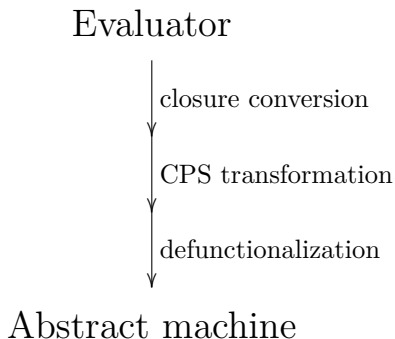 Evaluator
closure conversion
CPS transformation
defunctionalization
Abstract machine